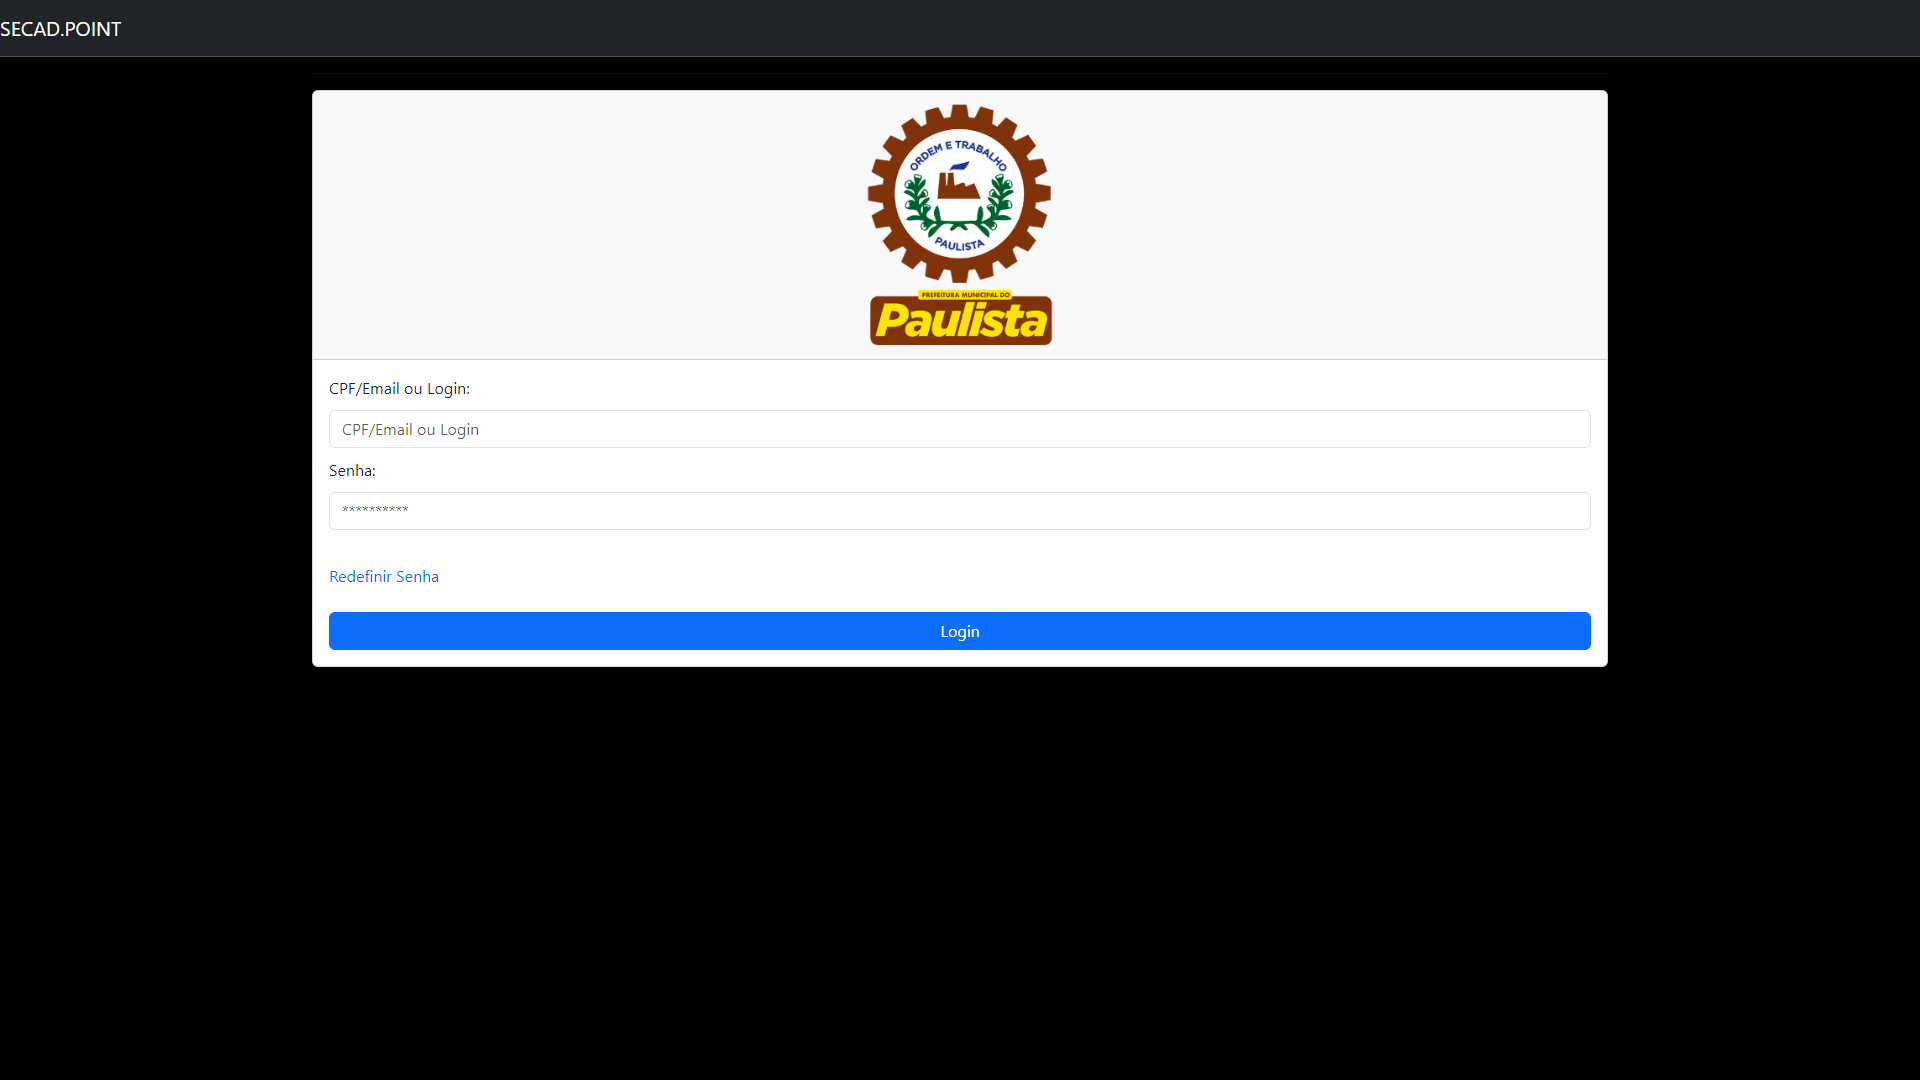 SECAD.POINT
ORDEM E TRABALHO
PAULISTA
PREFEITURA MUNICIPAL DO
Paulista
CPF/Email ou Login:
CPF/Email ou Login
Senha:
**********
Redefinir Senha
Login